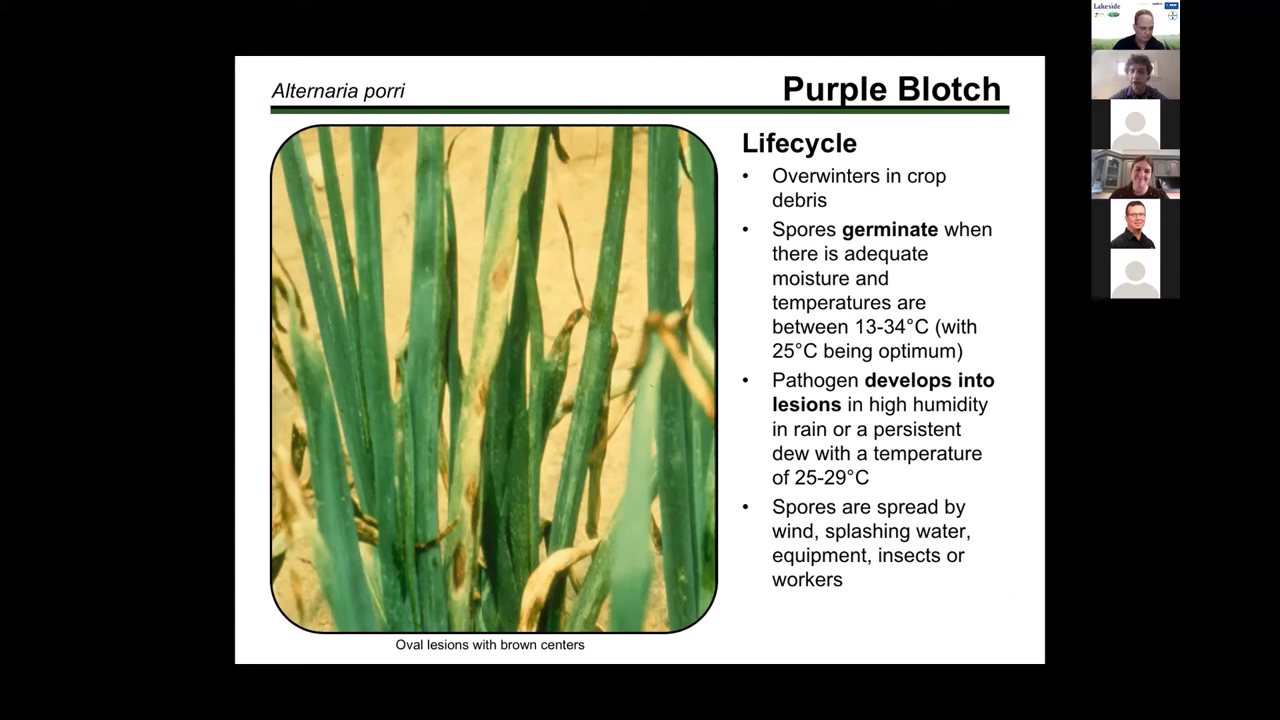 Lakeside
Alternaria porri
Purple Blotch
Lifecycle
• Overwinters in crop
debris
• Spores germinate when
there is adequate
moisture and
temperatures are
between 13-34°C (with
25°C being optimum)
• Pathogen develops into
lesions in high humidity
in rain or a persistent
dew with a temperature
of 25-29°C
• Spores are spread by
wind, splashing water,
equipment, insects or
workers
Oval lesions with brown centers